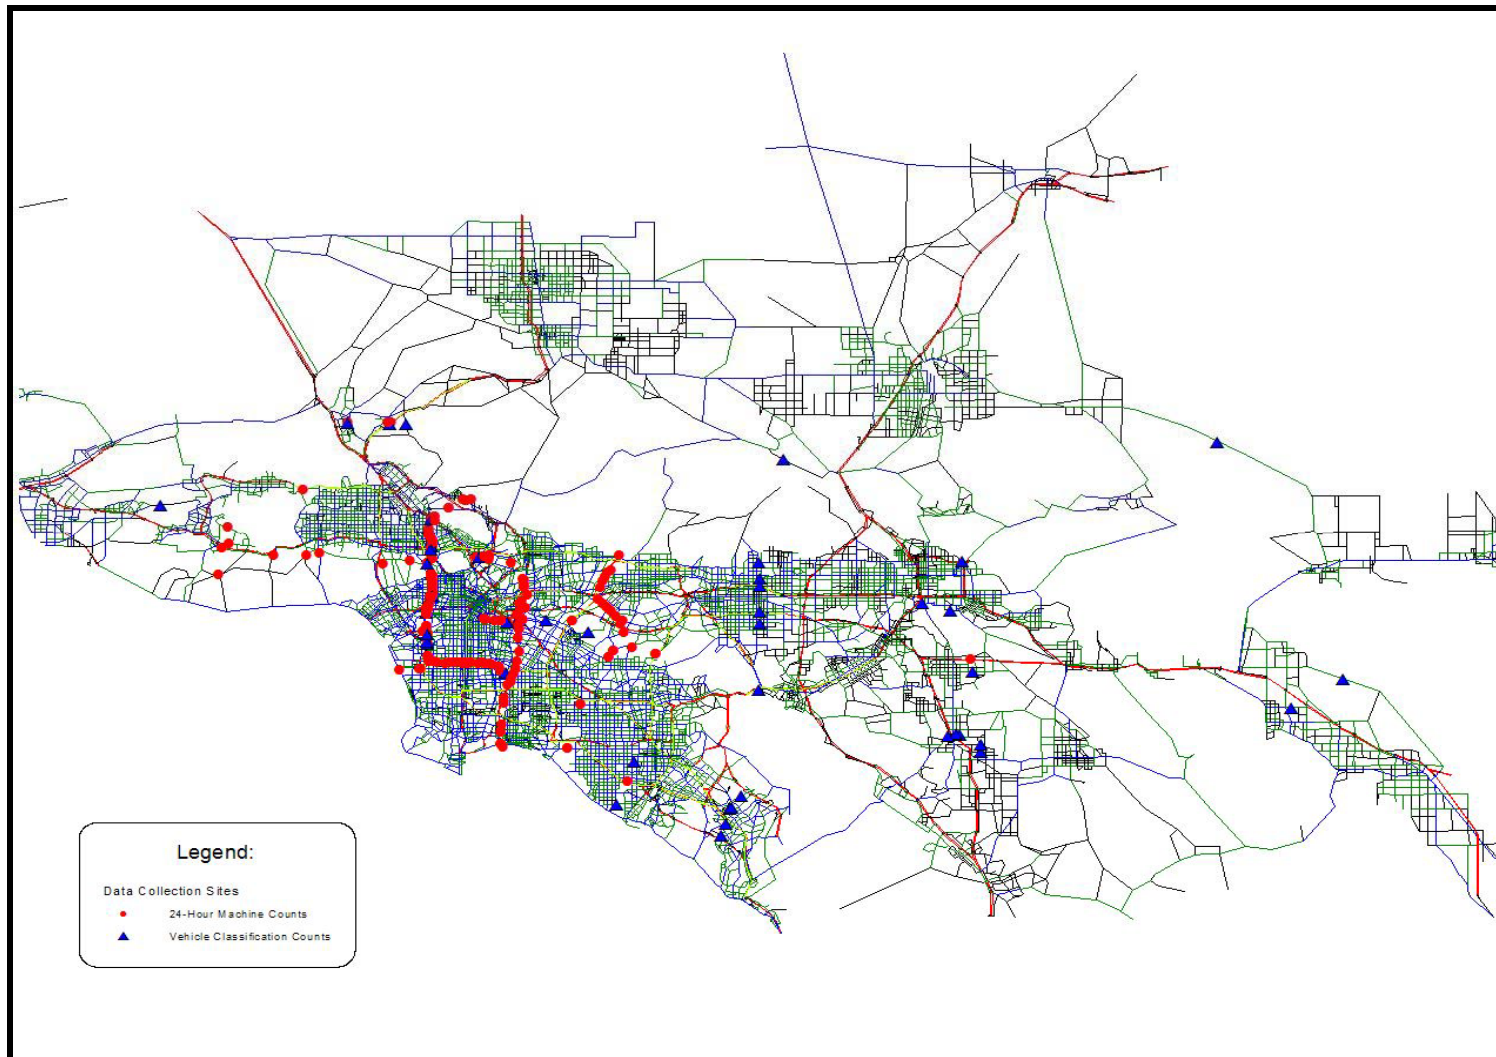 Legend:
Data Collection Sites
24-Hour Machine Counts
Vehicle Classification Counts